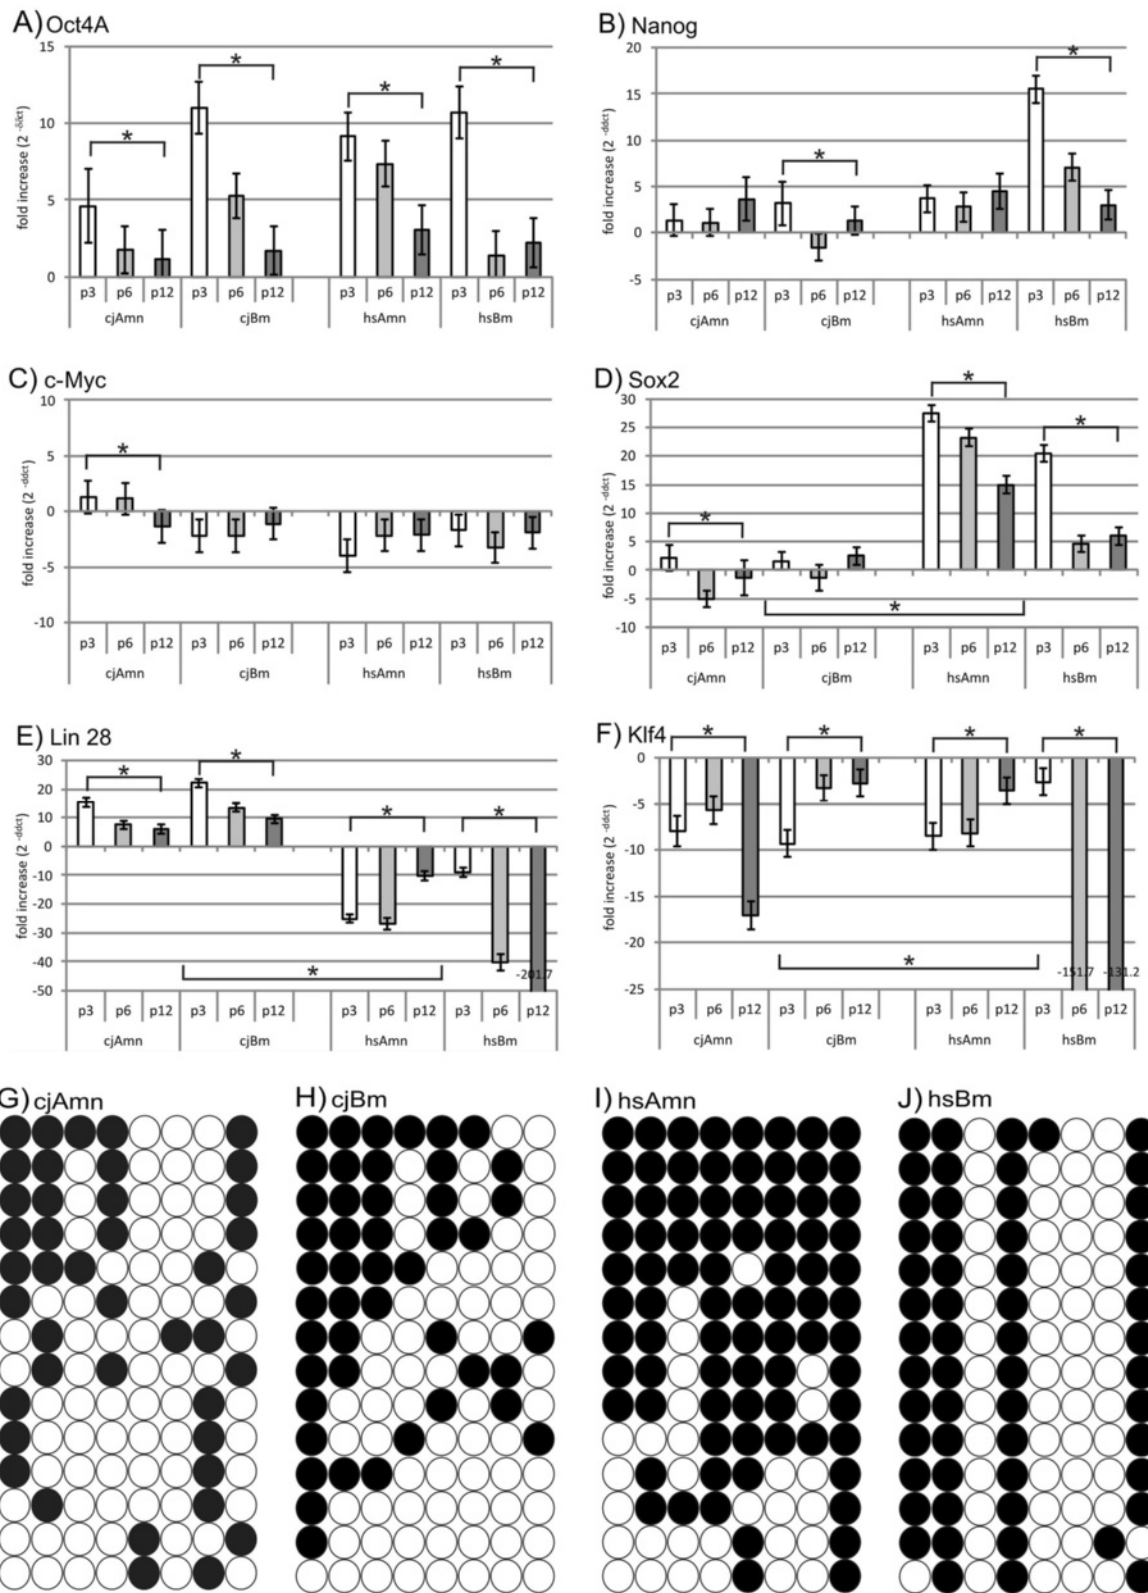 A) Oct4A
15
10
5
0
fold increase (2 -ddct)
*
*
*
*
p3 p6 p12 p3 p6 p12 p3 p6 p12 p3 p6 p12
cjAmn cjBm hsAmn hsBm
B) Nanog
20
15
10
5
0
-5
fold increase (2 -ddct)
*
*
p3 p6 p12 p3 p6 p12 p3 p6 p12 p3 p6 p12
cjAmn cjBm hsAmn hsBm
C) c-Myc
10
5
0
-5
-10
fold increase (2 -ddct)
*
p3 p6 p12 p3 p6 p12 p3 p6 p12 p3 p6 p12
cjAmn cjBm hsAmn hsBm
D) Sox2
30
25
20
15
10
5
0
-5
-10
fold increase (2 -ddct)
*
*
*
*
p3 p6 p12 p3 p6 p12 p3 p6 p12 p3 p6 p12
cjAmn cjBm hsAmn hsBm
E) Lin 28
30
20
10
0
-10
-20
-30
-40
-50
fold increase (2 -ddct)
*
*
*
*
*
-201.7
p3 p6 p12 p3 p6 p12 p3 p6 p12 p3 p6 p12
cjAmn cjBm hsAmn hsBm
F) Klf4
0
-5
-10
-15
-20
-25
fold increase (2 -ddct)
*
*
*
*
*
-151.7 -131.2
p3 p6 p12 p3 p6 p12 p3 p6 p12 p3 p6 p12
cjAmn cjBm hsAmn hsBm
G) cjAmn
H) cjBm
I) hsAmn
J) hsBm